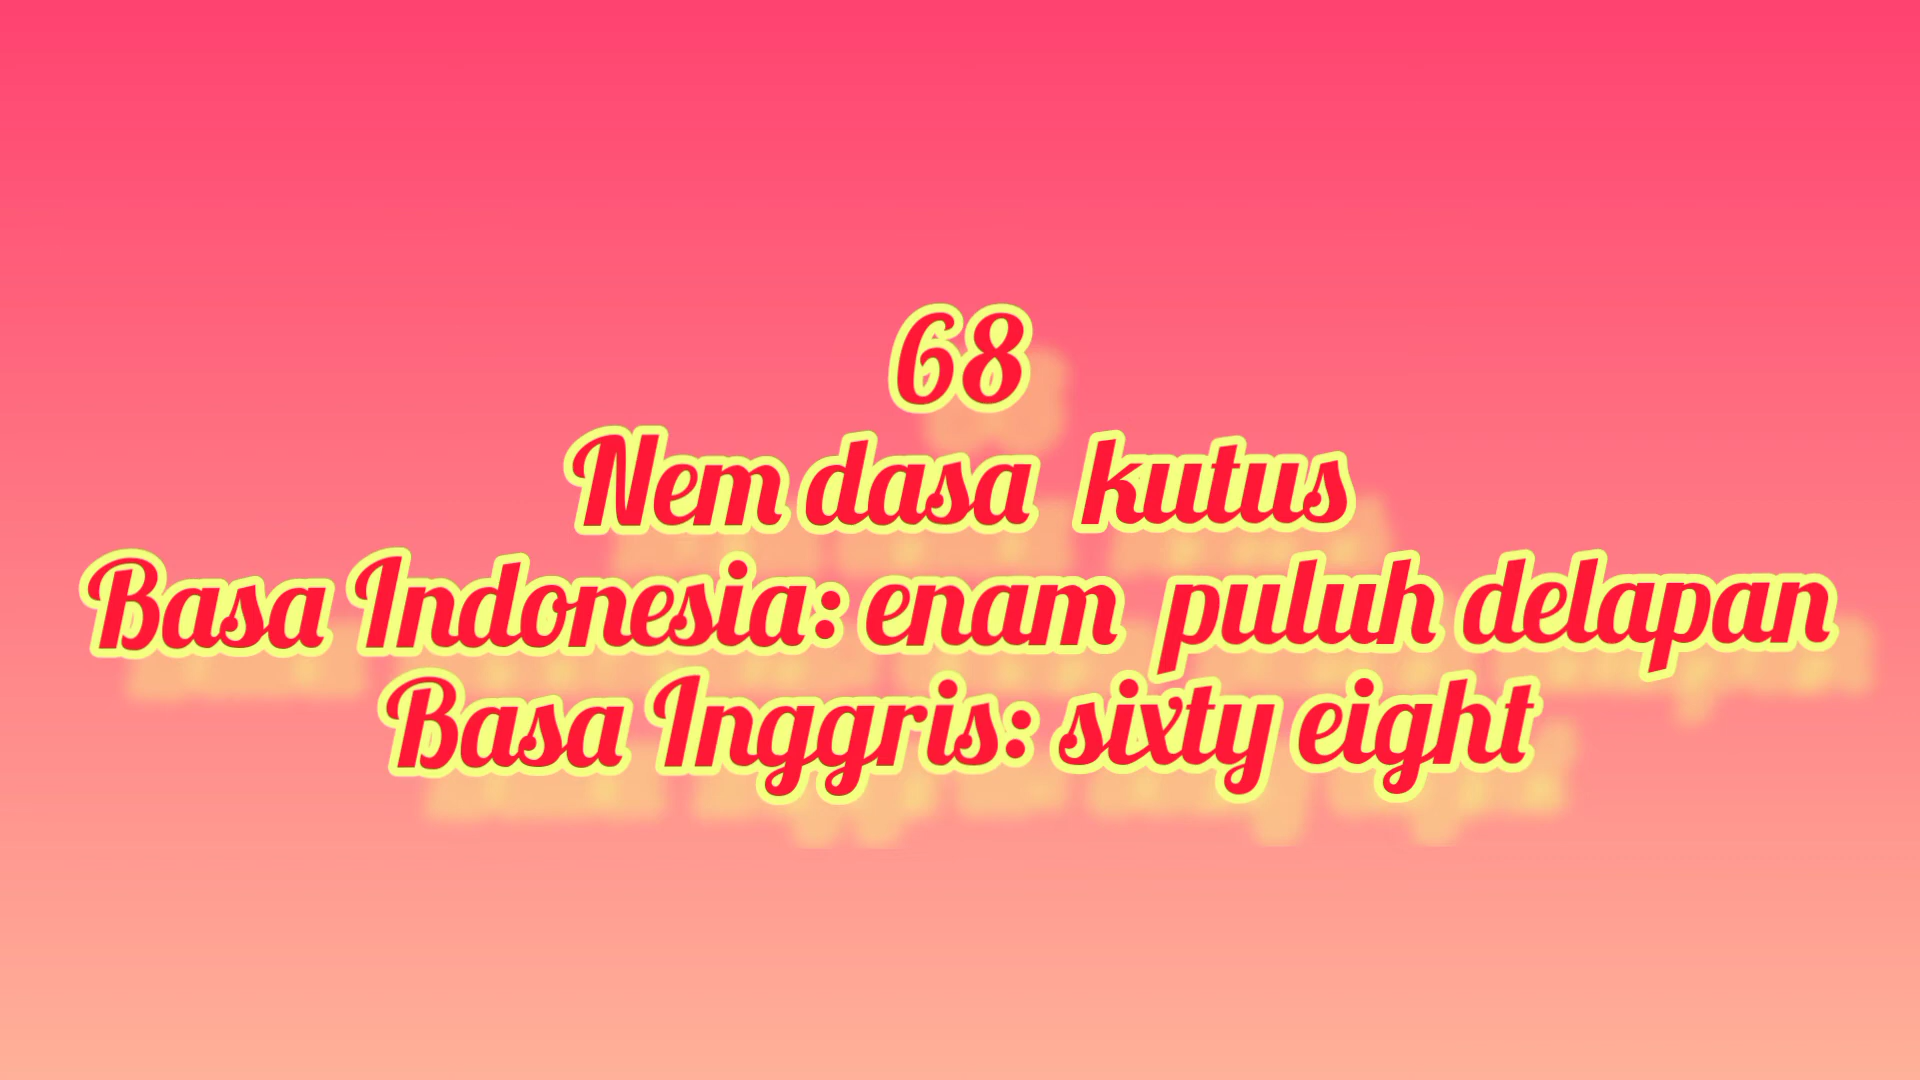 68
Nem dasa kutus
Basa Indonesia: enam puluh delapan
Basa Inggris: sixty eight